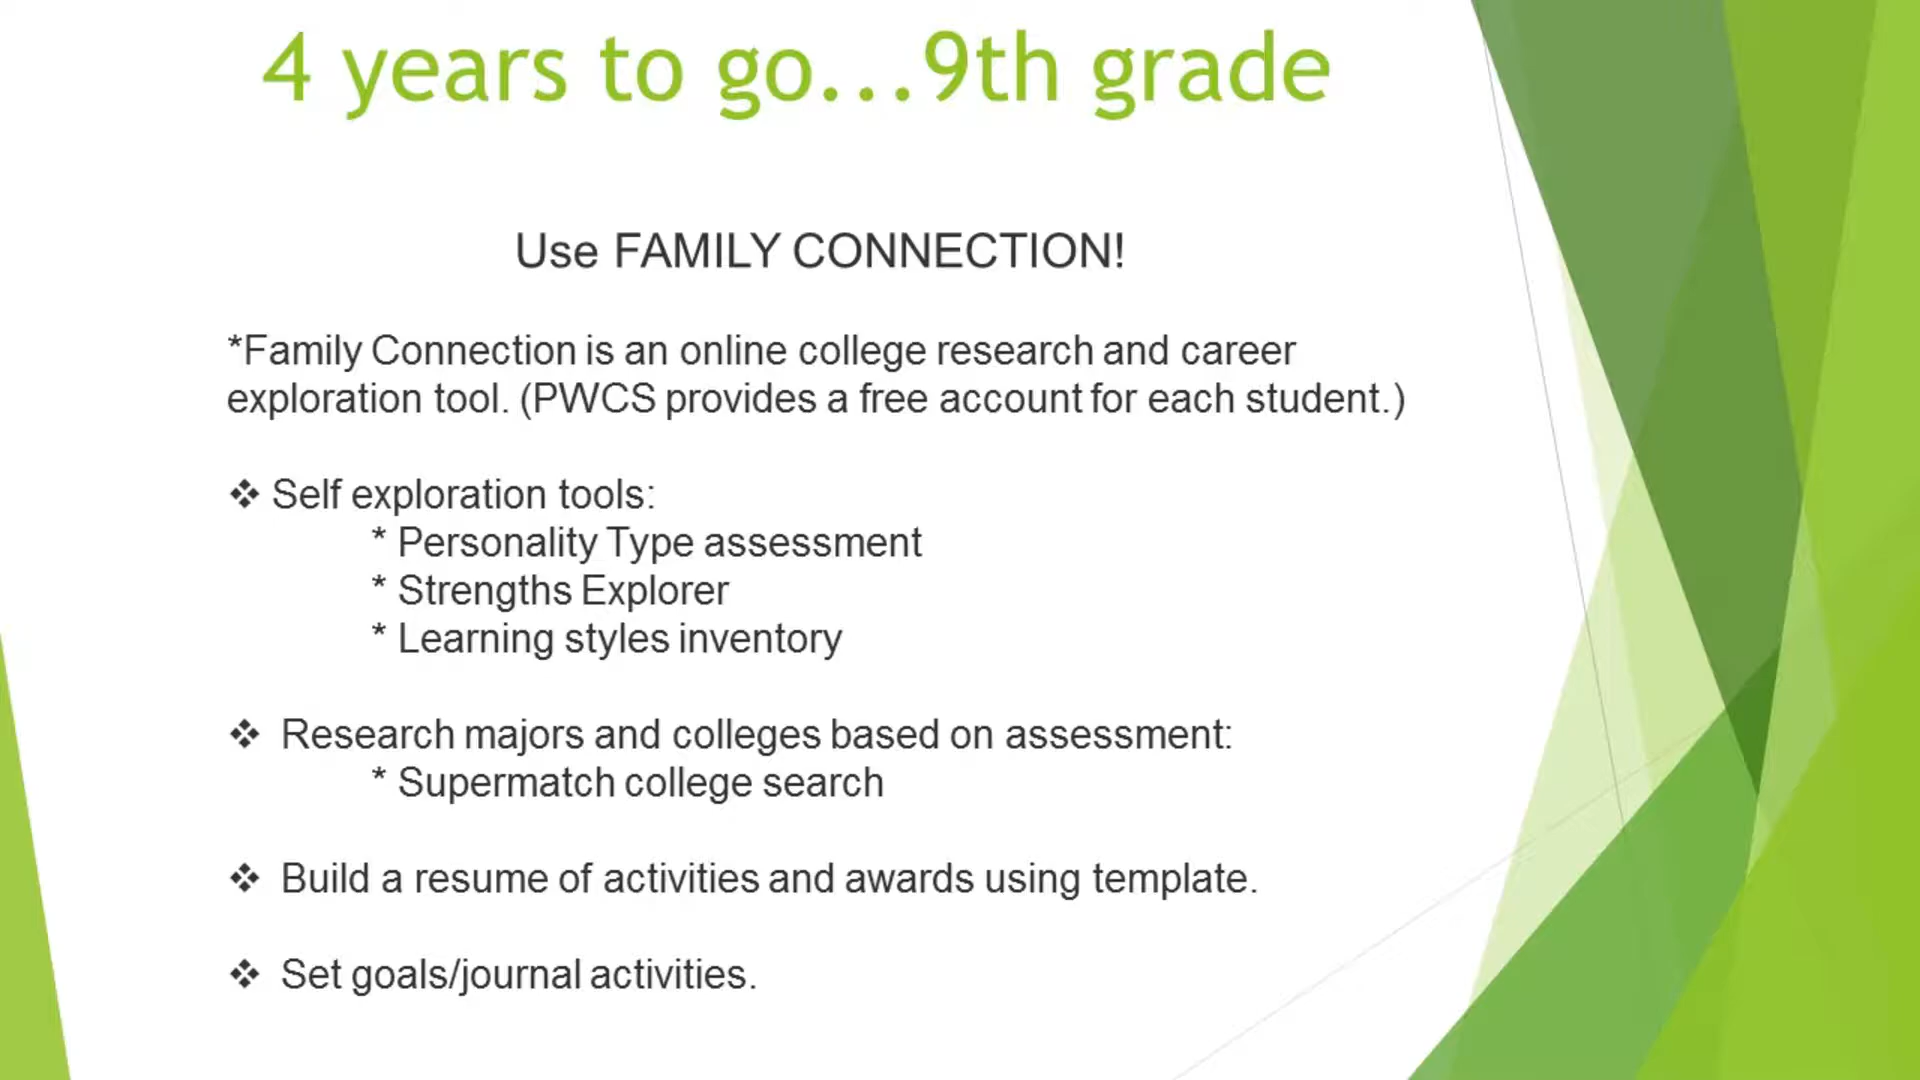 4 years to go...9th grade
Use FAMILY CONNECTION!
*Family Connection is an online college research and career
exploration tool. (PWCS provides a free account for each student.)
❖ Self exploration tools:
* Personality Type assessment
* Strengths Explorer
* Learning styles inventory
❖ Research majors and colleges based on assessment:
* Supermatch college search
❖ Build a resume of activities and awards using template.
❖ Set goals/journal activities.